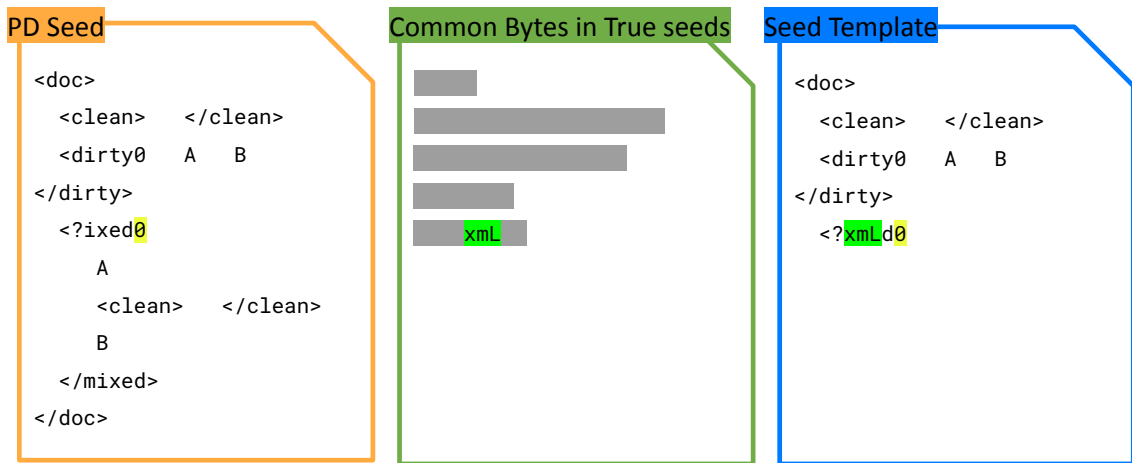 PD Seed
<doc>
  <clean>   </clean>
  <dirty0   A   B
</dirty>
  <?ixed0
     A
     <clean>   </clean>
     B
  </mixed>
</doc>
Common Bytes in True seeds
xmL
Seed Template
<doc>
  <clean>   </clean>
  <dirty0   A   B
</dirty>
  <?xmLd0